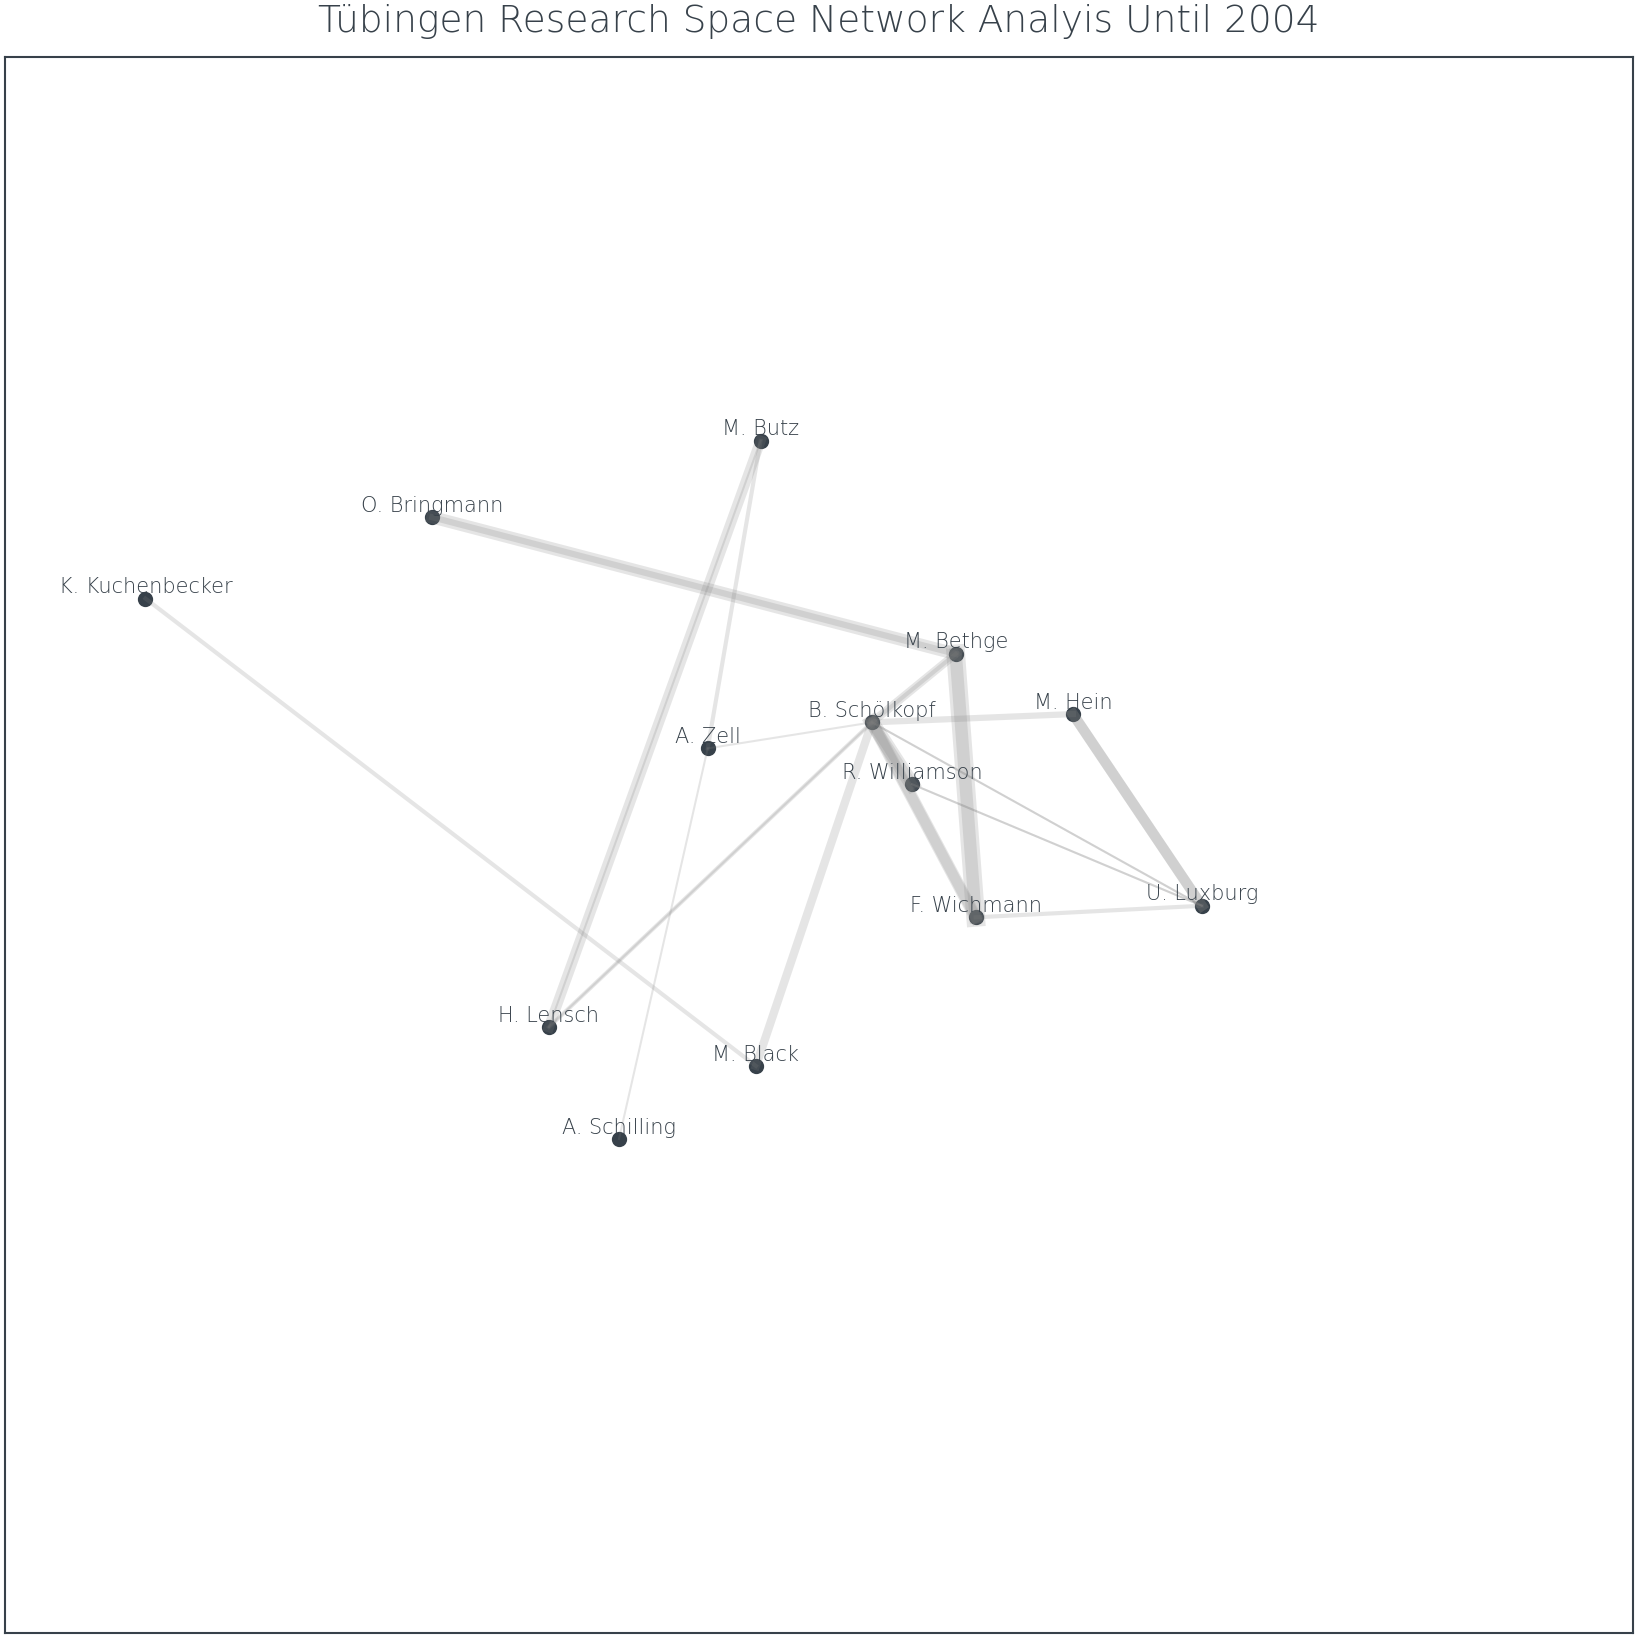 Tübingen Research Space Network Analyis Until 2004
M. Butz
O. Bringmann
K. Kuchenbecker
M. Bethge
M. Hein
B. Schölkopf
A. Zell
R. Williamson
U. Luxburg
F. Wichmann
H. Lensch
M. Black
A. Schilling